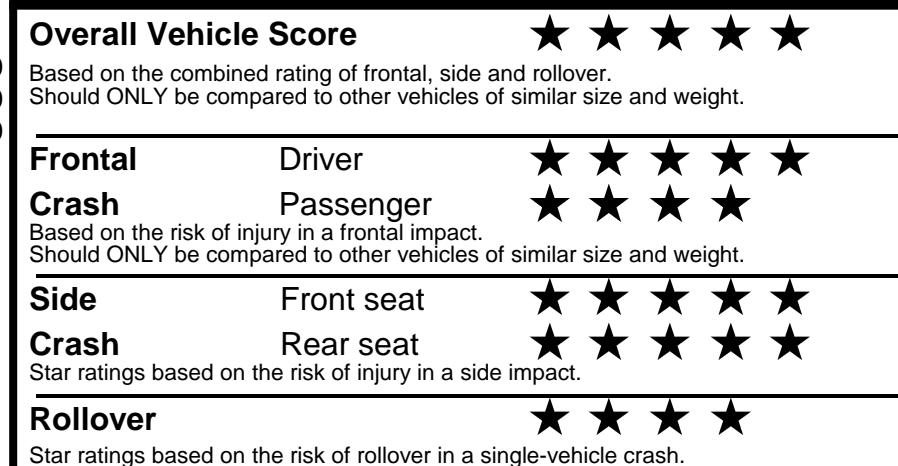 Overall Vehicle Score ★ ★ ★ ★ ★
Based on the combined rating of frontal, side and rollover.
Should ONLY be compared to other vehicles of similar size and weight.
Frontal Driver ★ ★ ★ ★ ★
Crash Passenger ★ ★ ★ ★
Based on the risk of injury in a frontal impact.
Should ONLY be compared to other vehicles of similar size and weight.
Side Front seat ★ ★ ★ ★ ★
Crash Rear seat ★ ★ ★ ★ ★
Star ratings based on the risk of injury in a side impact.
Rollover ★ ★ ★ ★
Star ratings based on the risk of rollover in a single-vehicle crash.